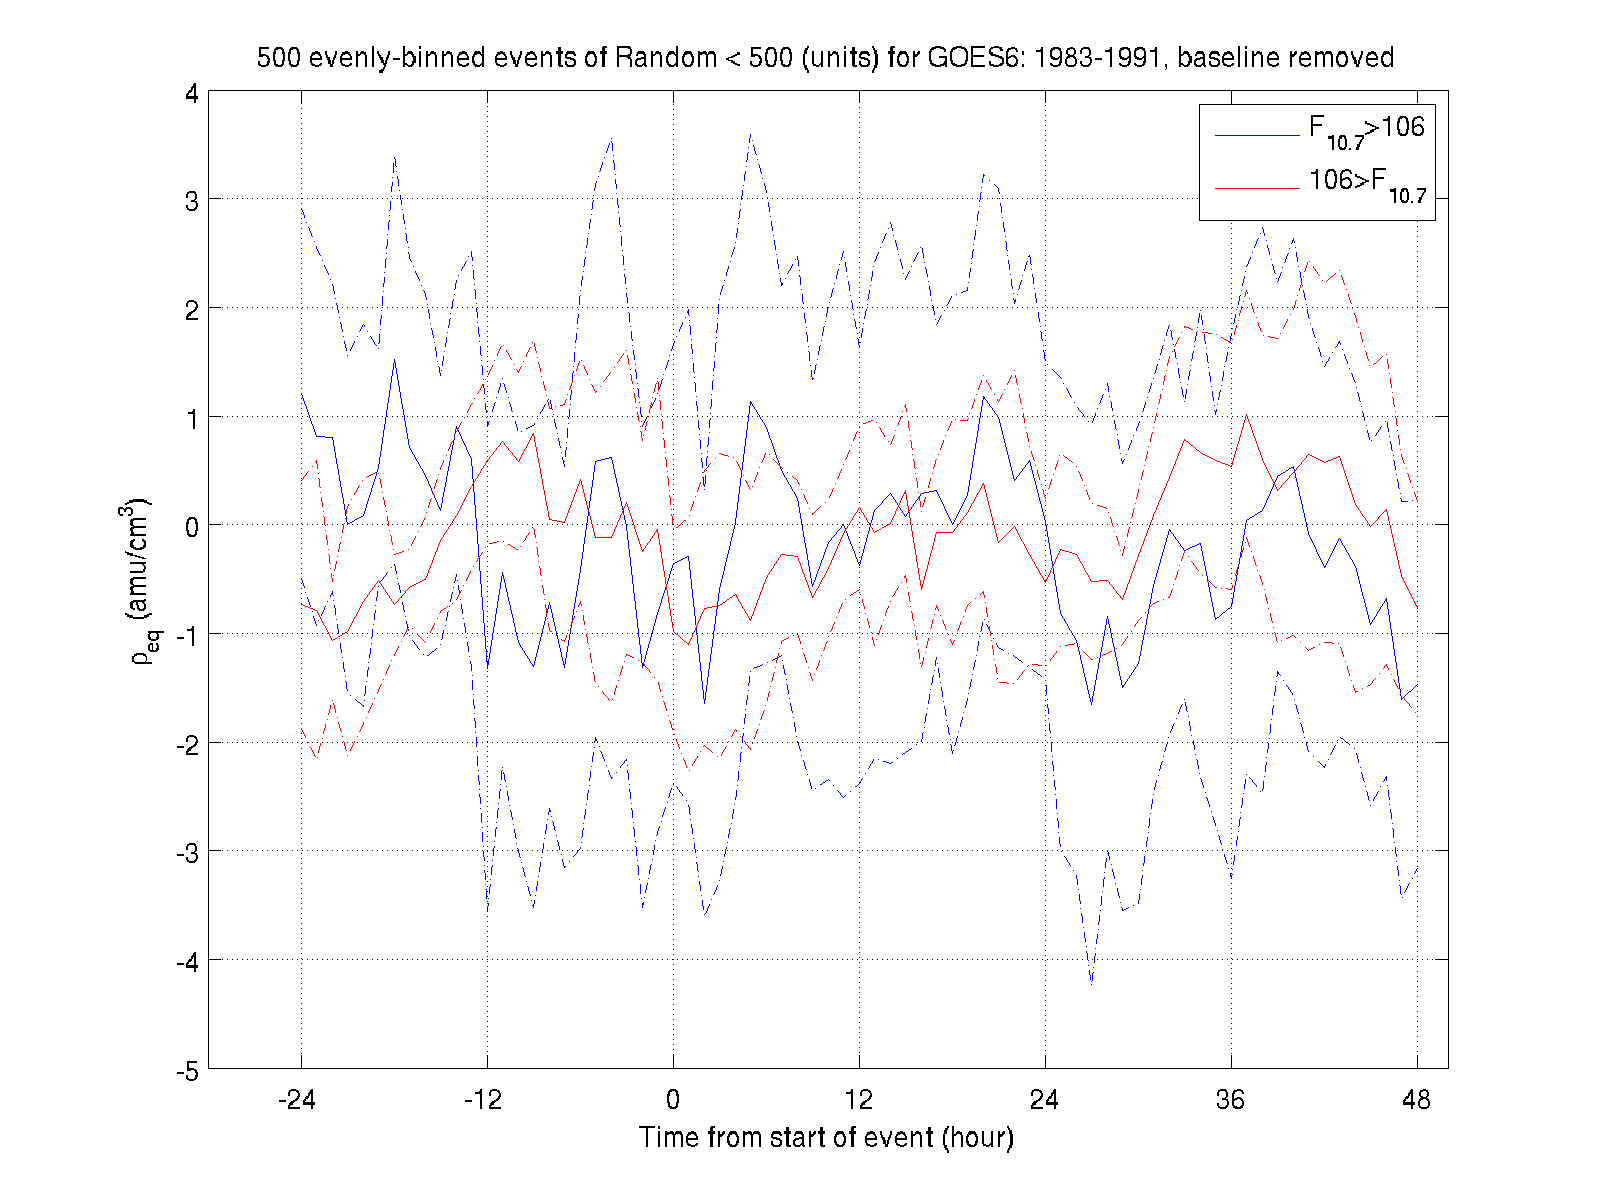 500 evenly-binned events of Random < 500 (units) for GOES6: 1983-1991, baseline removed
F10.7>106
106>F10.7
4
3
2
1
0
-1
-2
-3
-4
-5
ρeq (amu/cm³)
-24 -12 0 12 24 36 48
Time from start of event (hour)